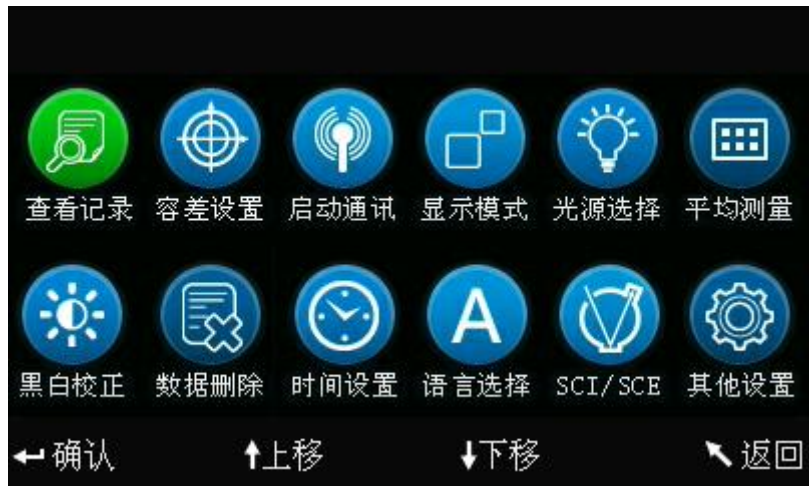 查看记录 容差设置 启动通讯 显示模式 光源选择 平均测量
A
黑白校正 数据删除 时间设置 语言选择 SCI/SCE 其他设置
确认 上移 下移 返回